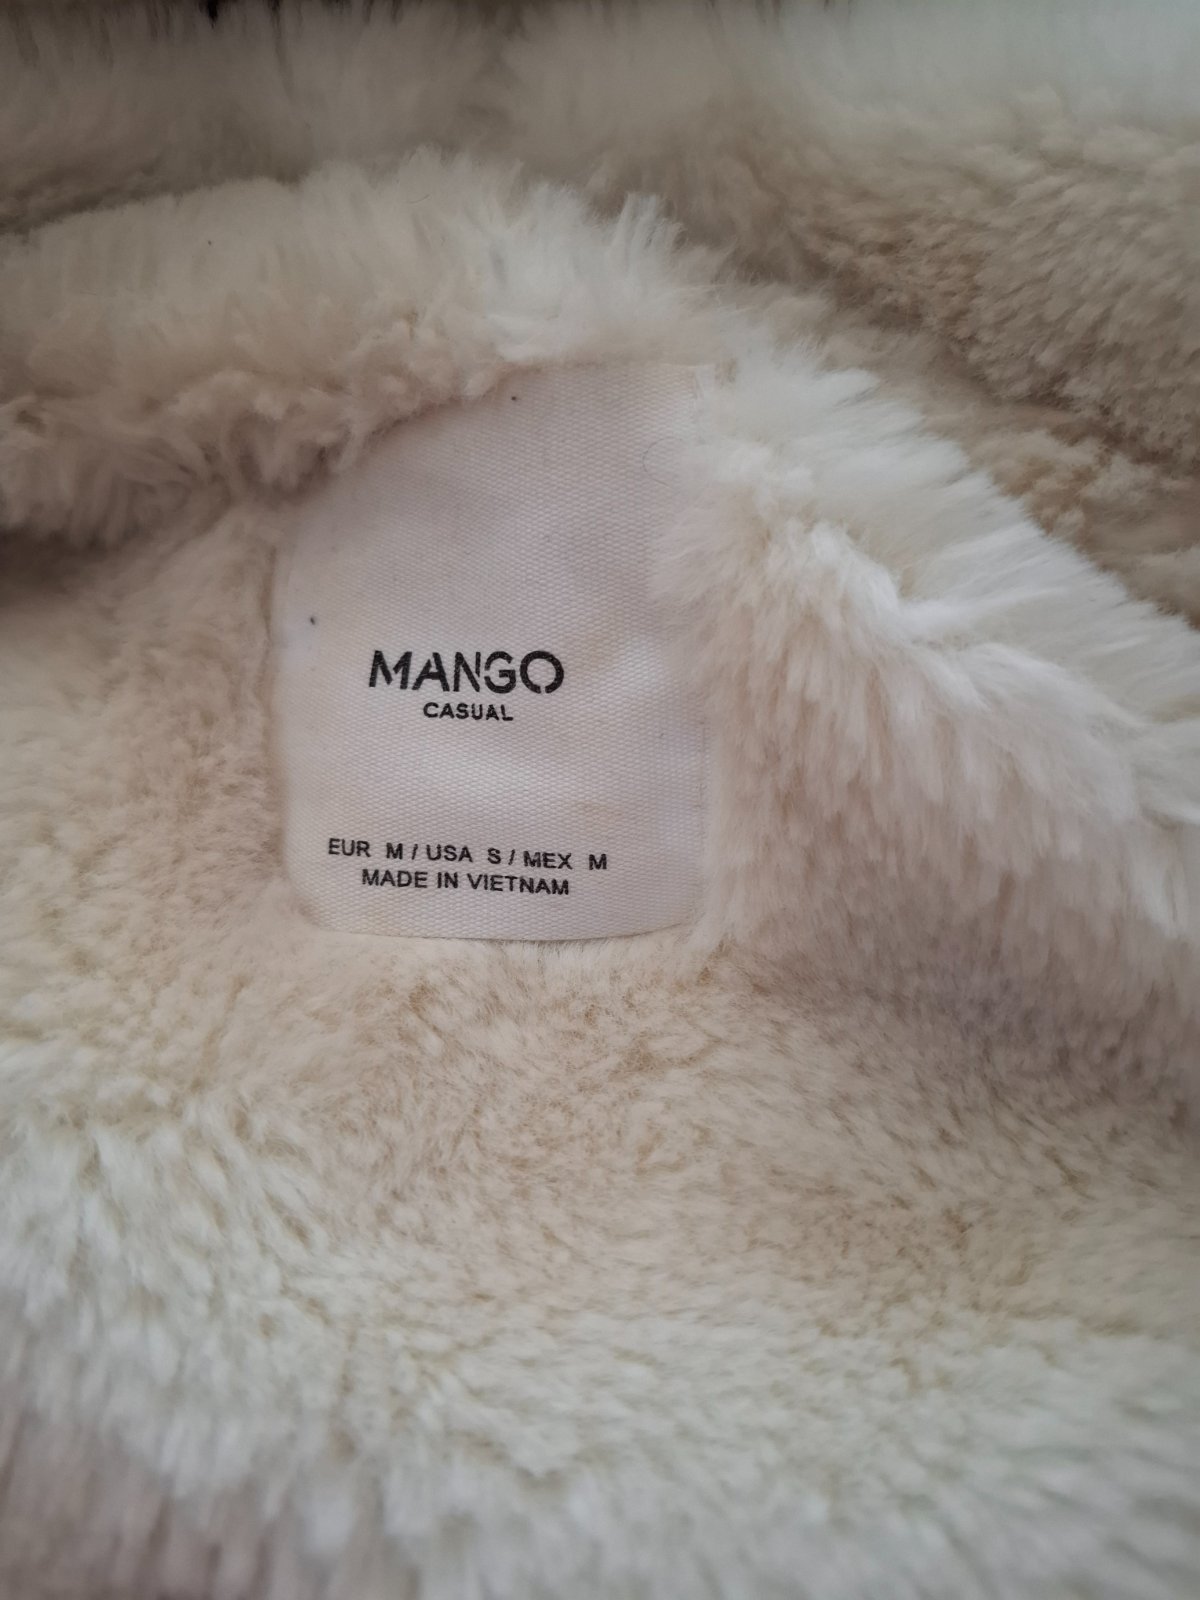 MANGO
CASUAL
EUR M / USA S / MEX M
MADE IN VIETNAM